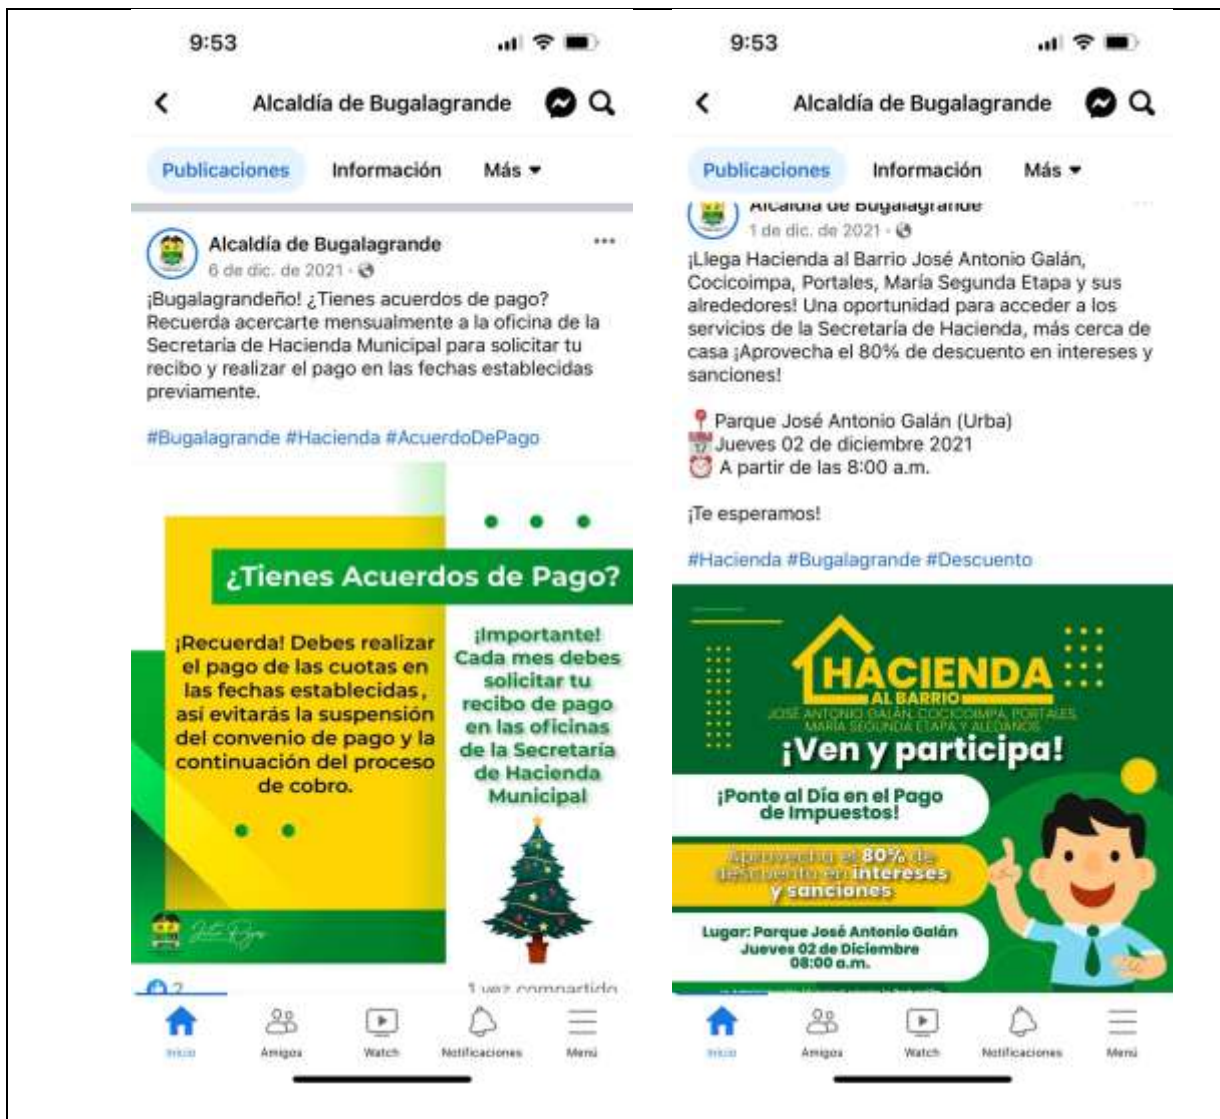 9:53
Alcaldía de Bugalagrande
Publicaciones Información Más
Alcaldía de Bugalagrande
6 de dic. de 2021
¡Bugalagrandeño! ¿Tienes acuerdos de pago?
Recuerda acercarte mensualmente a la oficina de la
Secretaría de Hacienda Municipal para solicitar tu
recibo y realizar el pago en las fechas establecidas
previamente.
#Bugalagrande #Hacienda #AcuerdoDePago
¿Tienes Acuerdos de Pago?
¡Recuerda! Debes realizar
el pago de las cuotas en
las fechas establecidas,
así evitarás la suspensión
del convenio de pago y la
continuación del proceso
de cobro.
¡Importante!
Cada mes debes
solicitar tu
recibo de pago
en las oficinas
de la Secretaría
de Hacienda
Municipal
2
1 vez compartido
Inicio Amigos Watch Notificaciones Menú
9:53
Alcaldía de Bugalagrande
Publicaciones Información Más
Alcaldía de Bugalagrande
1 de dic. de 2021
¡Llega Hacienda al Barrio José Antonio Galán,
Cocicoimpa, Portales, María Segunda Etapa y sus
alrededores! Una oportunidad para acceder a los
servicios de la Secretaría de Hacienda, más cerca de
casa ¡Aprovecha el 80% de descuento en intereses y
sanciones!
Parque José Antonio Galán (Urba)
Jueves 02 de diciembre 2021
A partir de las 8:00 a.m.
¡Te esperamos!
#Hacienda #Bugalagrande #Descuento
HACIENDA
AL BARRIO
JOSÉ ANTONIO GALÁN, COCICOIMPA, PORTALES,
MARÍA SEGUNDA ETAPA Y ALEDAÑOS
¡Ven y participa!
¡Ponte al Día en el Pago
de Impuestos!
Aprovecha el 80% de
descuento en intereses
y sanciones
Lugar: Parque José Antonio Galán
Jueves 02 de Diciembre
08:00 a.m.
Inicio Amigos Watch Notificaciones Menú